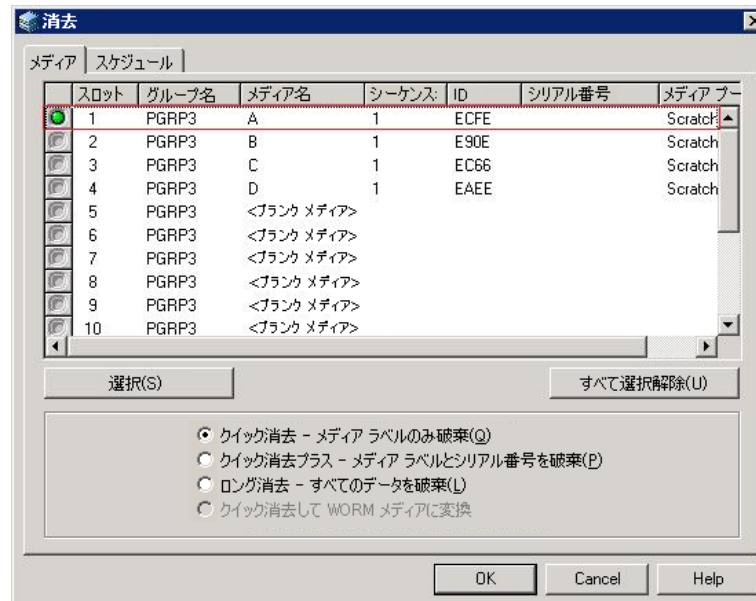 消去
メディア スケジュール
スロット グループ名 メディア名 シーケンス: ID シリアル番号 メディア プー
1 PGRP3 A 1 ECFE Scratch
2 PGRP3 B 1 E90E Scratch
3 PGRP3 C 1 EC66 Scratch
4 PGRP3 D 1 EAEE Scratch
5 PGRP3 <ブランク メディア>
6 PGRP3 <ブランク メディア>
7 PGRP3 <ブランク メディア>
8 PGRP3 <ブランク メディア>
9 PGRP3 <ブランク メディア>
10 PGRP3 <ブランク メディア>
選択(S) すべて選択解除(U)
クイック消去 - メディア ラベルのみ破棄(Q)
クイック消去プラス - メディア ラベルとシリアル番号を破棄(P)
ロング消去 - すべてのデータを破棄(L)
クイック消去して WORM メディアに変換
OK Cancel Help